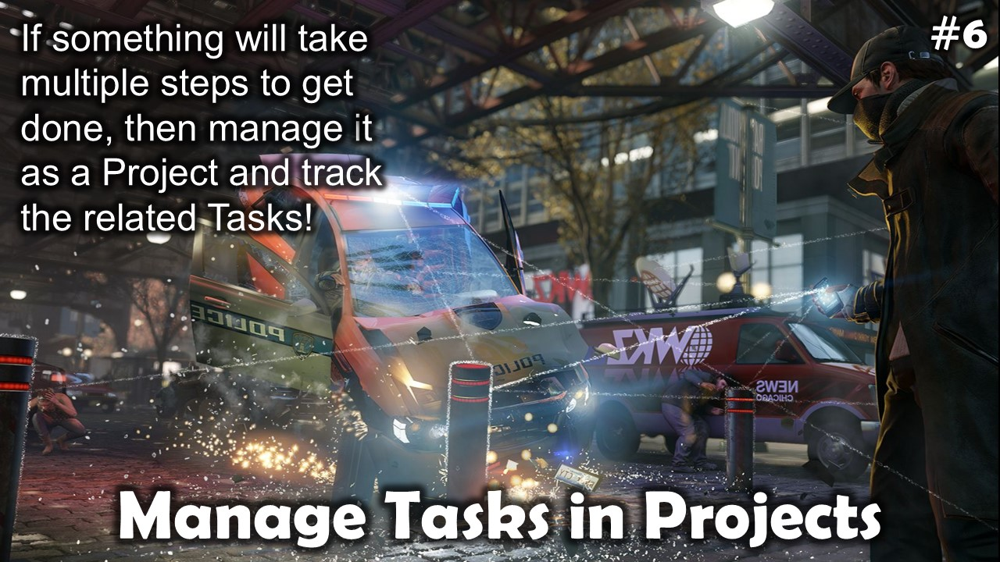 If something will take
multiple steps to get
done, then manage it
as a Project and track
the related Tasks!
#6
POLICE
POLICE
WKZ
WKZ
NEWS
CHICAGO
Manage Tasks in Projects